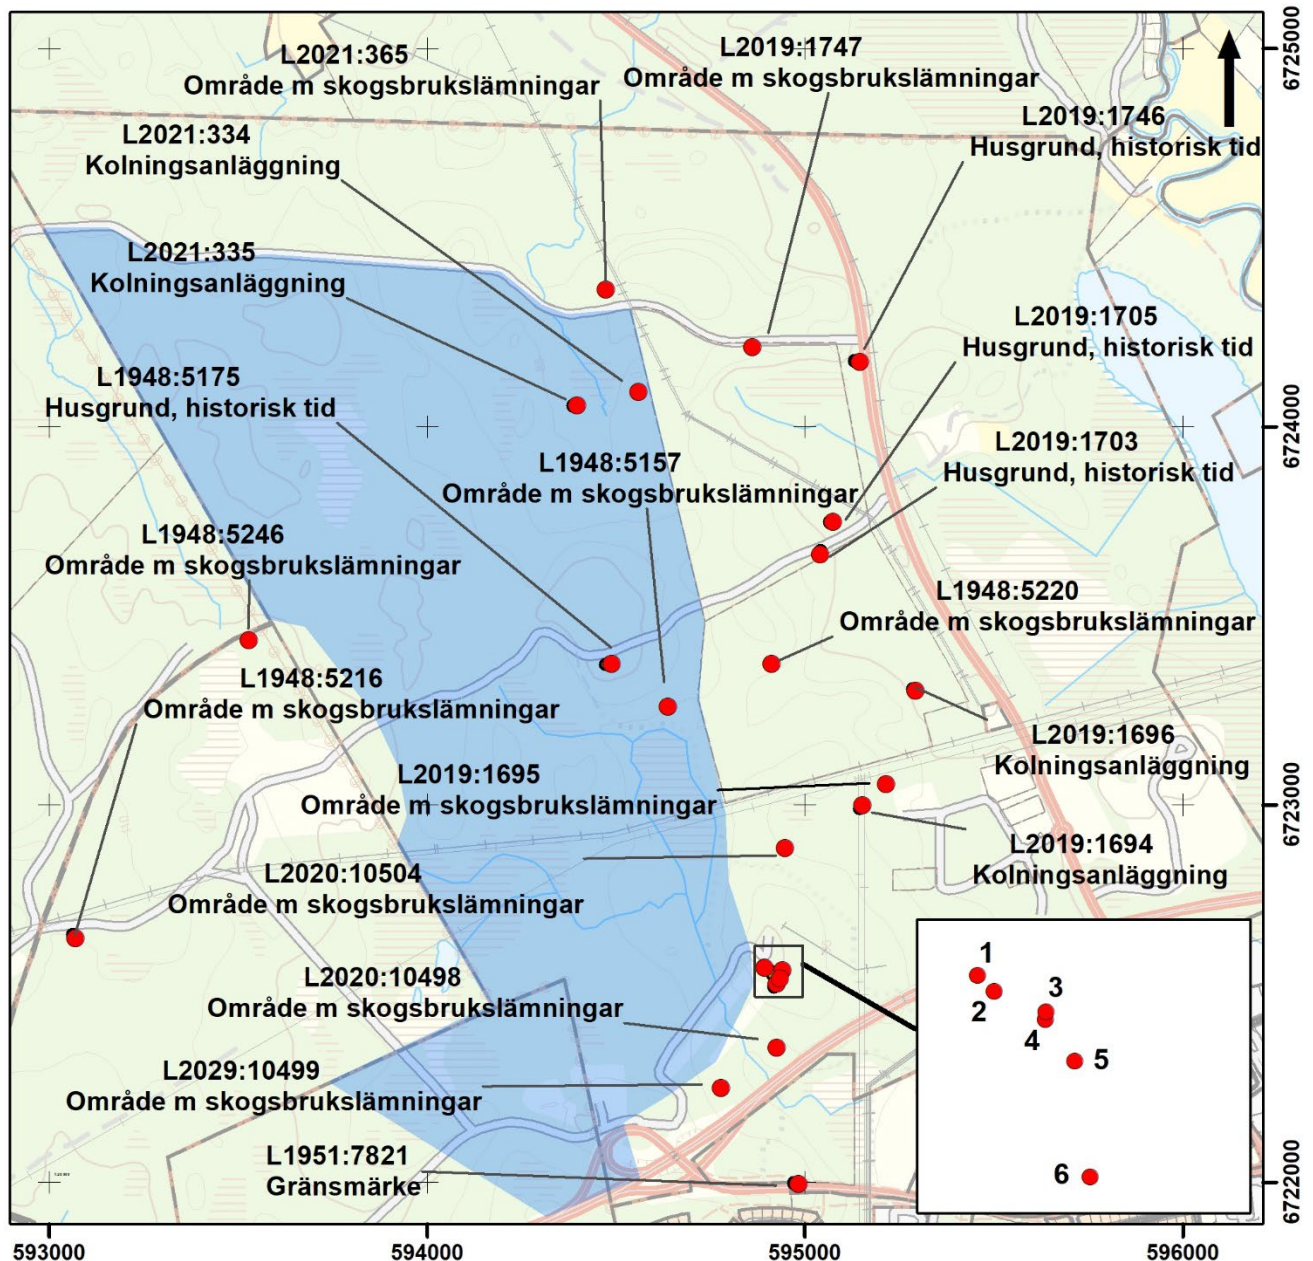 L2021:365
Område m skogsbrukslämningar
L2019:1747
Område m skogsbrukslämningar
L2021:334
Kolningsanläggning
L2019:1746
Husgrund, historisk tid
L2021:335
Kolningsanläggning
L2019:1705
Husgrund, historisk tid
L1948:5175
Husgrund, historisk tid
L1948:5157
Område m skogsbrukslämningar
L2019:1703
Husgrund, historisk tid
L1948:5246
Område m skogsbrukslämningar
L1948:5220
Område m skogsbrukslämningar
L1948:5216
Område m skogsbrukslämningar
L2019:1696
Kolningsanläggning
L2019:1695
Område m skogsbrukslämningar
L2019:1694
Kolningsanläggning
L2020:10504
Område m skogsbrukslämningar
L2020:10498
Område m skogsbrukslämningar
L2029:10499
Område m skogsbrukslämningar
L1951:7821
Gränsmärke
1
2
3
4
5
6
6725000
6724000
6723000
6722000
593000
594000
595000
596000